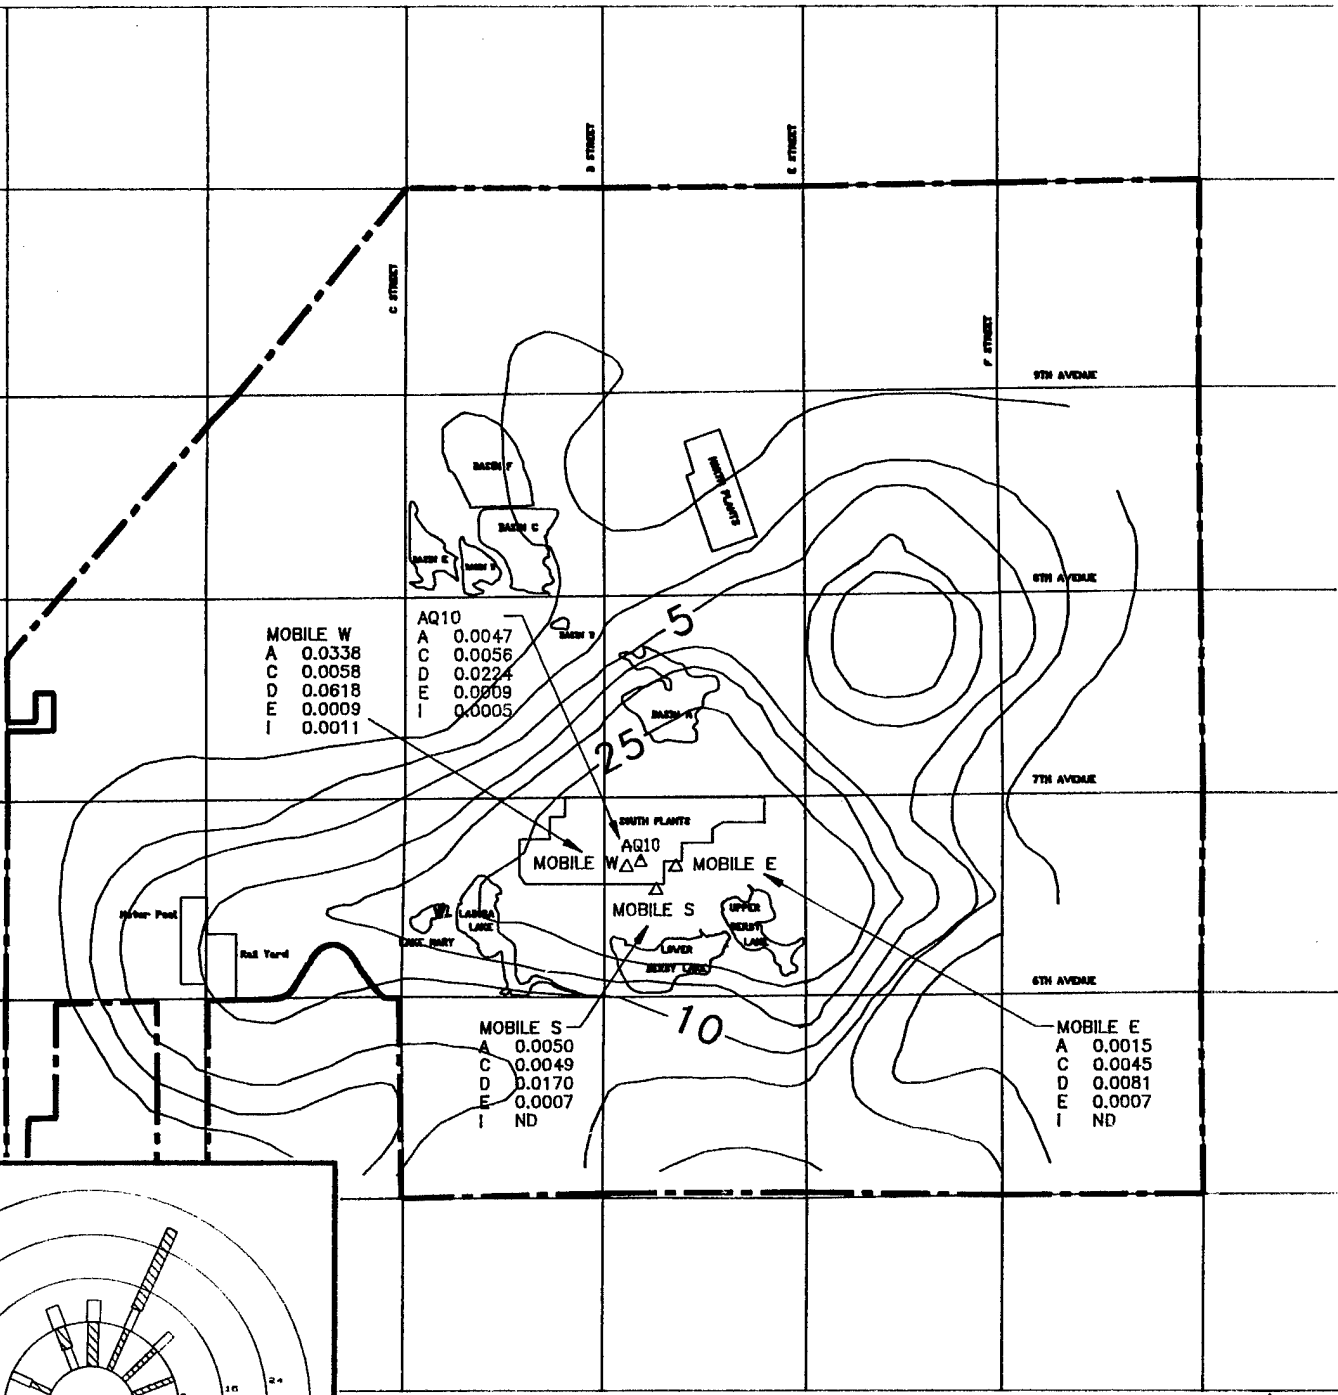 D STREET
E STREET
C STREET
F STREET
9TH AVENUE
BASIN F
NORTH PLANTS
BASIN C
BASIN E
BASIN D
8TH AVENUE
5
BASIN B
MOBILE W
A 0.0338
C 0.0058
D 0.0618
E 0.0009
I 0.0011
AQ10
A 0.0047
C 0.0056
D 0.0224
E 0.0009
I 0.0005
BASIN A
25
7TH AVENUE
SOUTH PLANTS
AQ10
MOBILE W
MOBILE E
MOBILE S
Motor Pool
Rail Yard
LAKE MARY
LADORA
LAKE
UPPER
DERBY
LAKE
LOWER
DERBY LAKE
6TH AVENUE
10
MOBILE S
A 0.0050
C 0.0049
D 0.0170
E 0.0007
I ND
MOBILE E
A 0.0015
C 0.0045
D 0.0081
E 0.0007
I ND
16
24